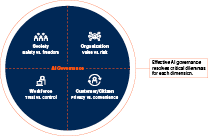 Society
safety vs. freedom
Organization
value vs. risk
AI Governance
Workforce
Trust vs. control
Customer/Citizen
Privacy vs. convenience
Effective AI governance
resolves critical dilemmas
for each dimension.